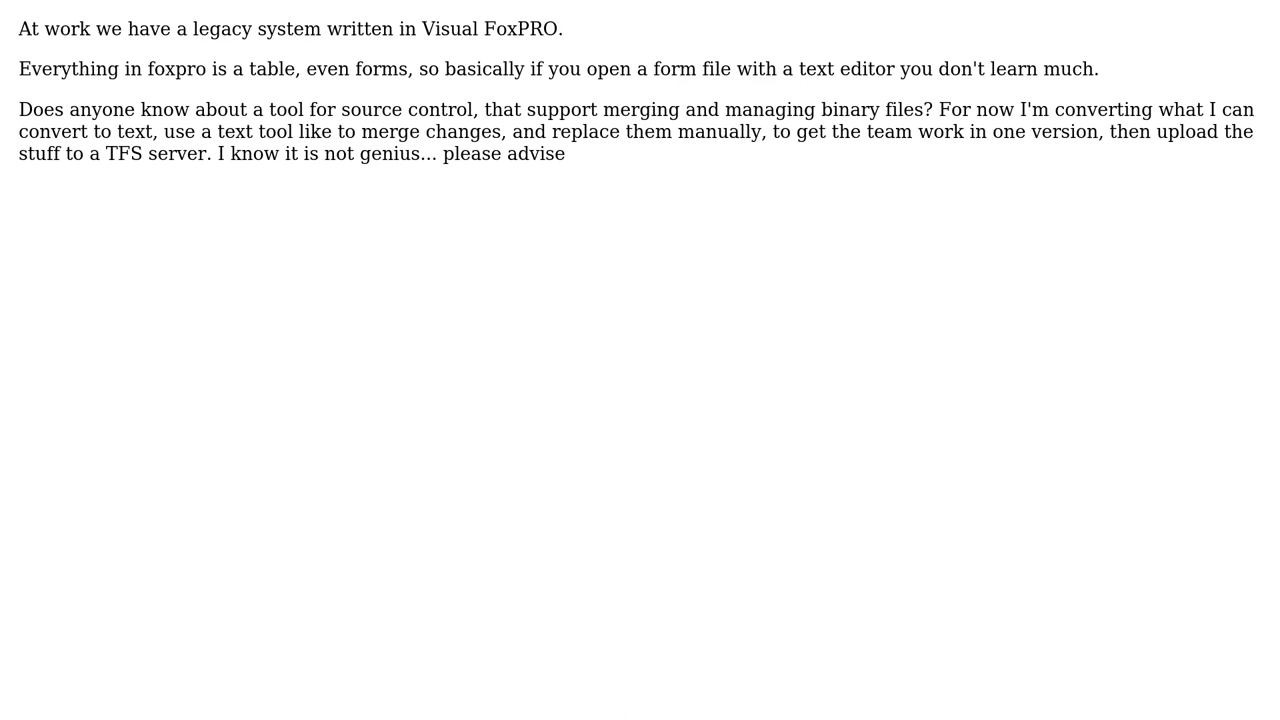 At work we have a legacy system written in Visual FoxPRO.
Everything in foxpro is a table, even forms, so basically if you open a form file with a text editor you don't learn much.
Does anyone know about a tool for source control, that support merging and managing binary files? For now I'm converting what I can
convert to text, use a text tool like to merge changes, and replace them manually, to get the team work in one version, then upload the
stuff to a TFS server. I know it is not genius... please advise